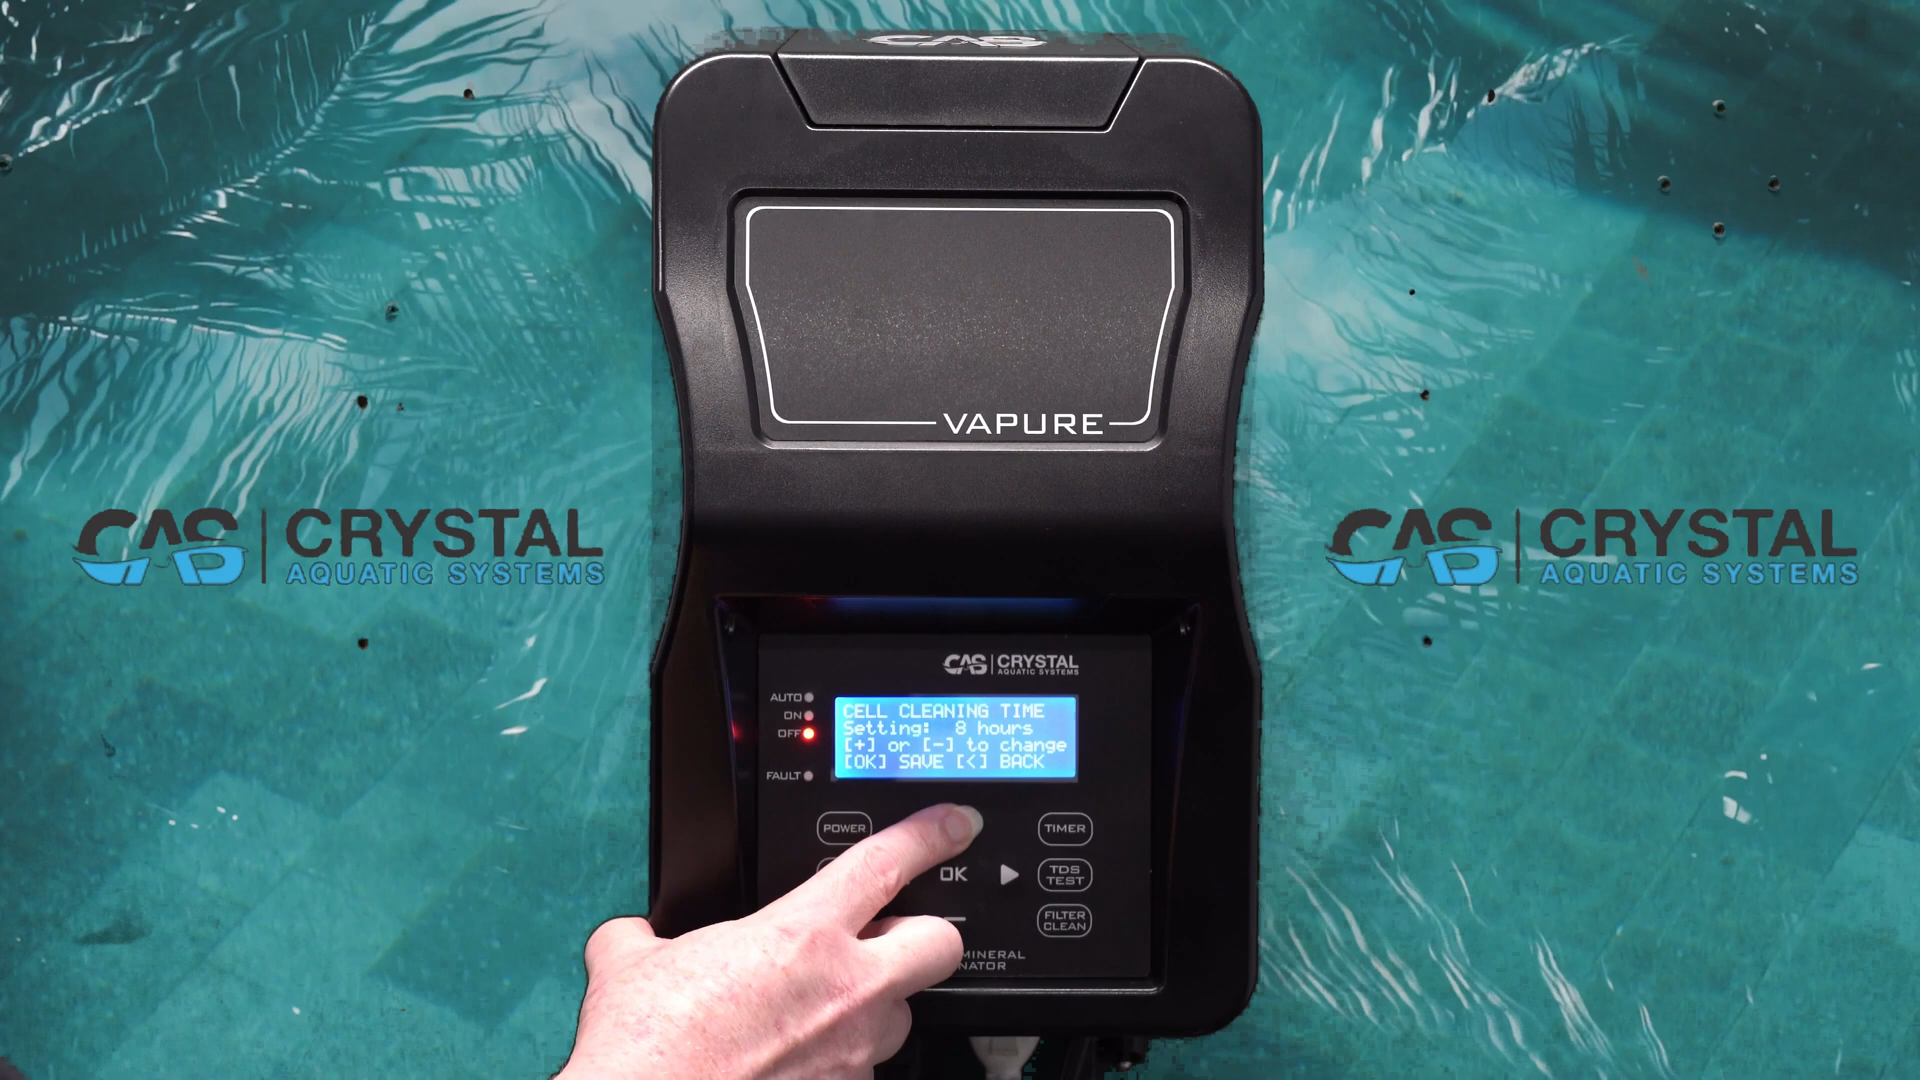 CAS
VAPURE
CAS | CRYSTAL
AQUATIC SYSTEMS
CAS | CRYSTAL
AQUATIC SYSTEMS
CAS | CRYSTAL
AQUATIC SYSTEMS
AUTO
ON
OFF
FAULT
CELL CLEANING TIME
Setting: 8 hours
[+] or [-] to change
[OK] SAVE [<] BACK
POWER
TIMER
OK
TDS
TEST
FILTER
CLEAN
MINERAL